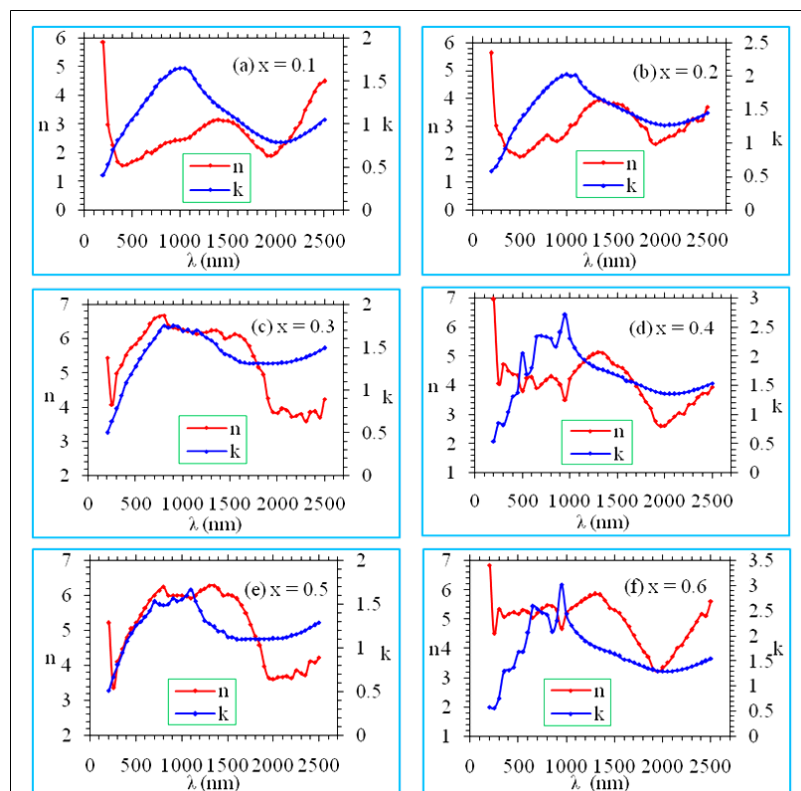 (a) x = 0.1
6
5
4
3
2
1
0
n
2
1.5
1
0.5
0
k
n
k
0 500 1000 1500 2000 2500
λ (nm)
(b) x = 0.2
6
5
4
3
2
1
0
n
2.5
2
1.5
1
0.5
0
k
n
k
0 500 1000 1500 2000 2500
λ (nm)
(c) x = 0.3
7
6
5
4
3
2
n
2
1.5
1
0.5
0
k
n
k
0 500 1000 1500 2000 2500
λ (nm)
(d) x = 0.4
7
6
5
4
3
2
1
n
3
2.5
2
1.5
1
0.5
0
k
n
k
0 500 1000 1500 2000 2500
λ (nm)
(e) x = 0.5
7
6
5
4
3
2
n
2
1.5
1
0.5
0
k
n
k
0 500 1000 1500 2000 2500
λ (nm)
(f) x = 0.6
7
6
5
n4
3
2
1
3.5
3
2.5
2
1.5
1
0.5
0
k
n
k
0 500 1000 1500 2000 2500
λ (nm)